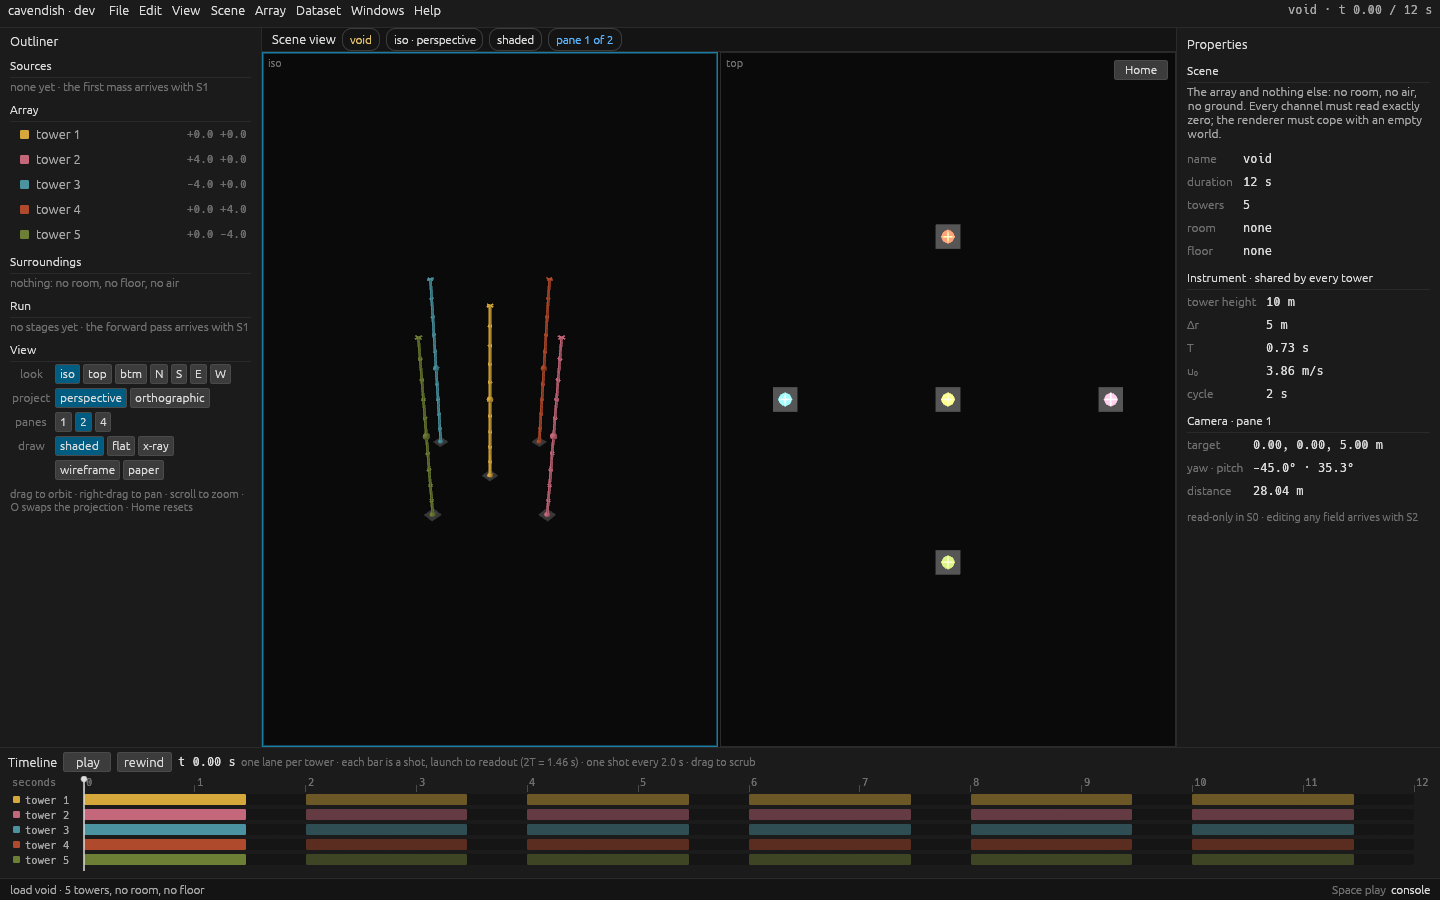 cavendish · dev File Edit View Scene Array Dataset Windows Help
void · t 0.00 / 12 s
Outliner
Sources
none yet · the first mass arrives with S1
Array
tower 1 +0.0 +0.0
tower 2 +4.0 +0.0
tower 3 -4.0 +0.0
tower 4 +0.0 +4.0
tower 5 +0.0 -4.0
Surroundings
nothing: no room, no floor, no air
Run
no stages yet · the forward pass arrives with S1
View
look iso top btm N S E W
project perspective orthographic
panes 1 2 4
draw shaded flat x-ray
wireframe paper
drag to orbit · right-drag to pan · scroll to zoom ·
O swaps the projection · Home resets
Scene view void iso · perspective shaded pane 1 of 2
iso
top
Home
Properties
Scene
The array and nothing else: no room, no air,
no ground. Every channel must read exactly
zero; the renderer must cope with an empty
world.
name void
duration 12 s
towers 5
room none
floor none
Instrument · shared by every tower
tower height 10 m
Δr 5 m
T 0.73 s
u₀ 3.86 m/s
cycle 2 s
Camera · pane 1
target 0.00, 0.00, 5.00 m
yaw · pitch -45.0° · 35.3°
distance 28.04 m
read-only in S0 · editing any field arrives with S2
Timeline play rewind t 0.00 s one lane per tower · each bar is a shot, launch to readout (2T = 1.46 s) · one shot every 2.0 s · drag to scrub
seconds 0 1 2 3 4 5 6 7 8 9 10 11 12
tower 1
tower 2
tower 3
tower 4
tower 5
load void · 5 towers, no room, no floor
Space play console